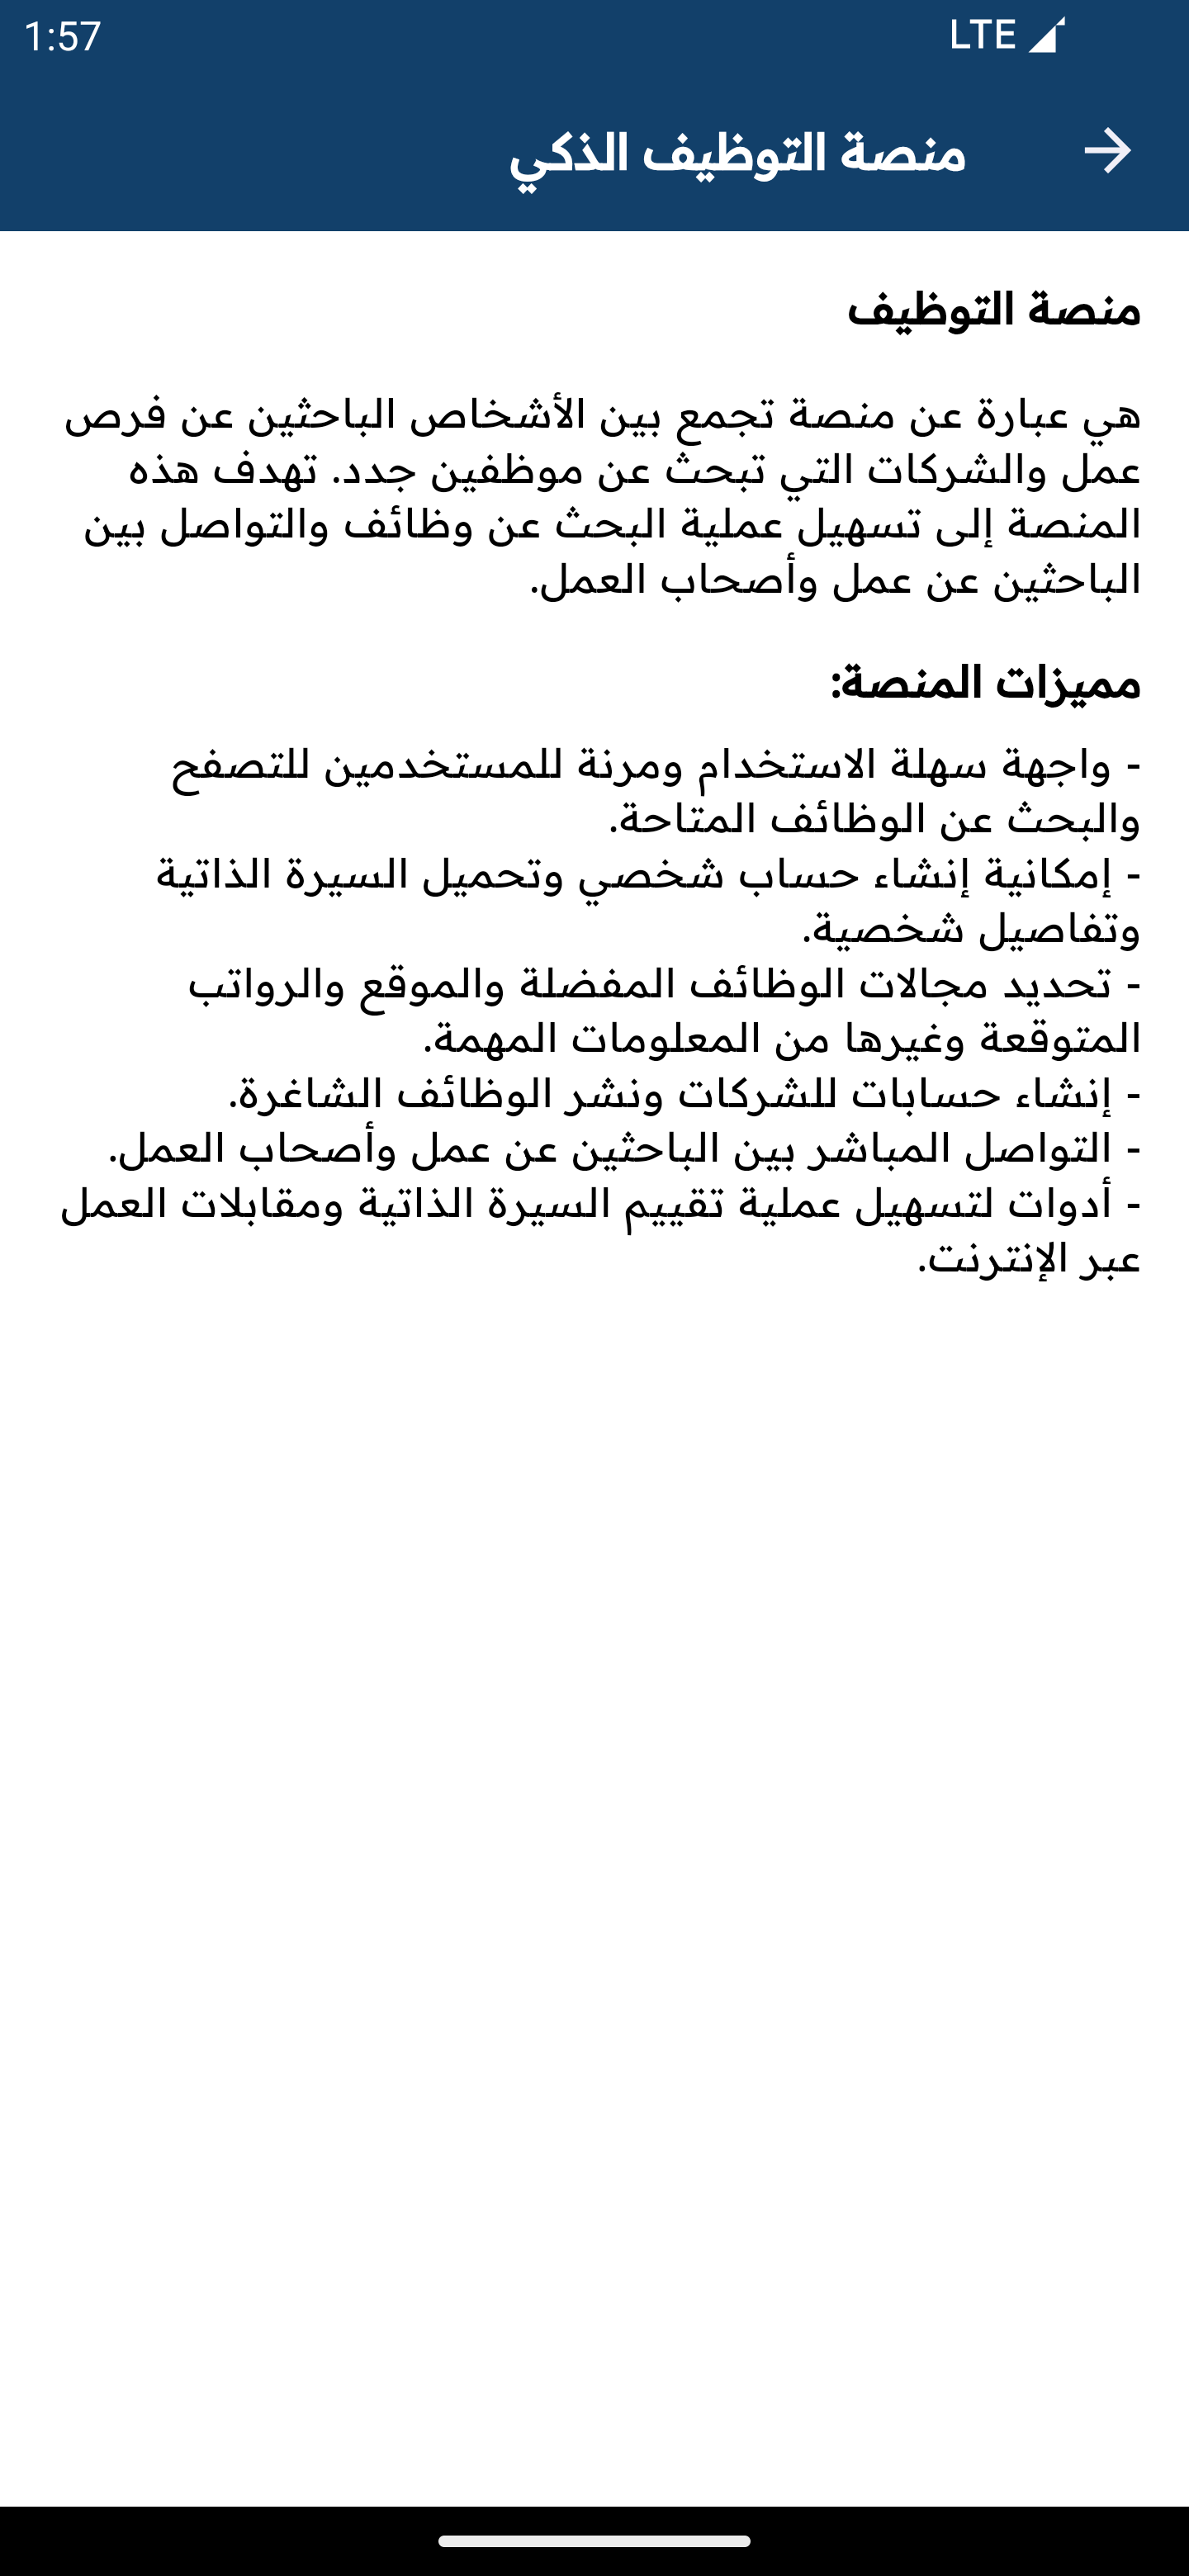 1:57
LTE
منصة التوظيف الذكي
منصة التوظيف
هي عبارة عن منصة تجمع بين الأشخاص الباحثين عن فرص
عمل والشركات التي تبحث عن موظفين جدد. تهدف هذه
المنصة إلى تسهيل عملية البحث عن وظائف والتواصل بين
الباحثين عن عمل وأصحاب العمل.
مميزات المنصة:
- واجهة سهلة الاستخدام ومرنة للمستخدمين للتصفح
والبحث عن الوظائف المتاحة.
- إمكانية إنشاء حساب شخصي وتحميل السيرة الذاتية
وتفاصيل شخصية.
- تحديد مجالات الوظائف المفضلة والموقع والرواتب
المتوقعة وغيرها من المعلومات المهمة.
- إنشاء حسابات للشركات ونشر الوظائف الشاغرة.
- التواصل المباشر بين الباحثين عن عمل وأصحاب العمل.
- أدوات لتسهيل عملية تقييم السيرة الذاتية ومقابلات العمل
عبر الإنترنت.